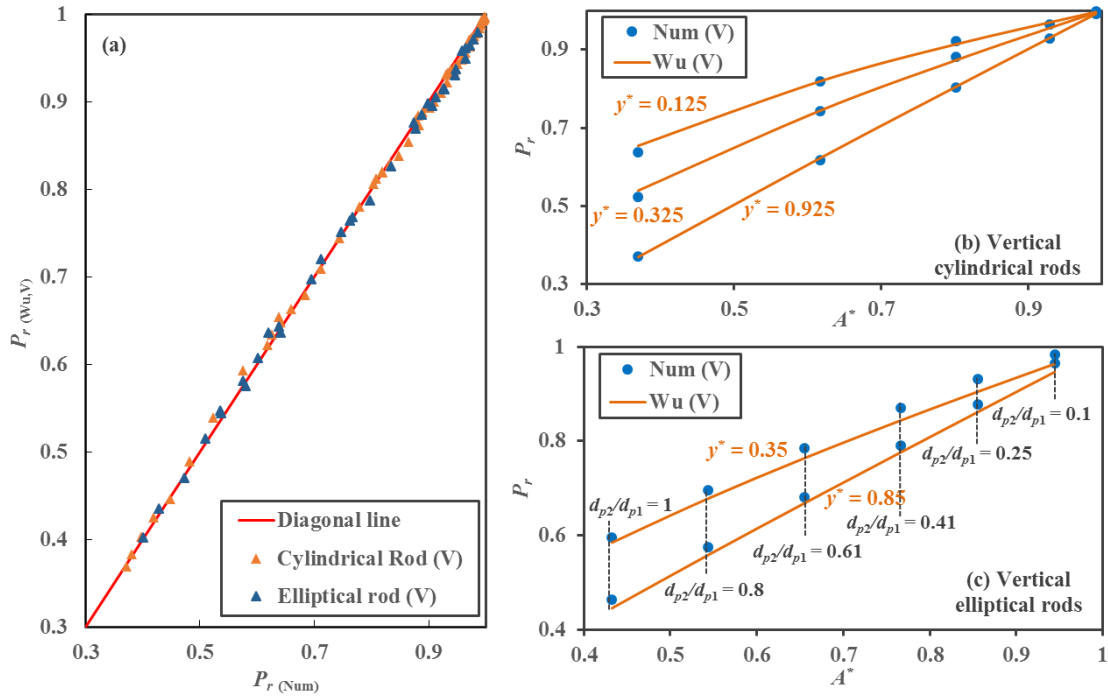 (a)
1
0.9
0.8
0.7
0.6
0.5
0.4
0.3
0.3
0.5
0.7
0.9
P_r (Wu,V)
P_r (Num)
Diagonal line
Cylindrical Rod (V)
Elliptical rod (V)
Num (V)
Wu (V)
0.9
0.7
0.5
0.3
0.3
0.5
0.7
0.9
P_r
A*
y* = 0.125
y* = 0.325
y* = 0.925
(b) Vertical
cylindrical rods
Num (V)
Wu (V)
1
0.8
0.6
0.4
0.4
0.5
0.6
0.7
0.8
0.9
1
P_r
A*
y* = 0.35
y* = 0.85
d_p2/d_p1 = 0.1
d_p2/d_p1 = 0.25
d_p2/d_p1 = 0.41
d_p2/d_p1 = 0.61
d_p2/d_p1 = 0.8
d_p2/d_p1 = 1
(c) Vertical
elliptical rods